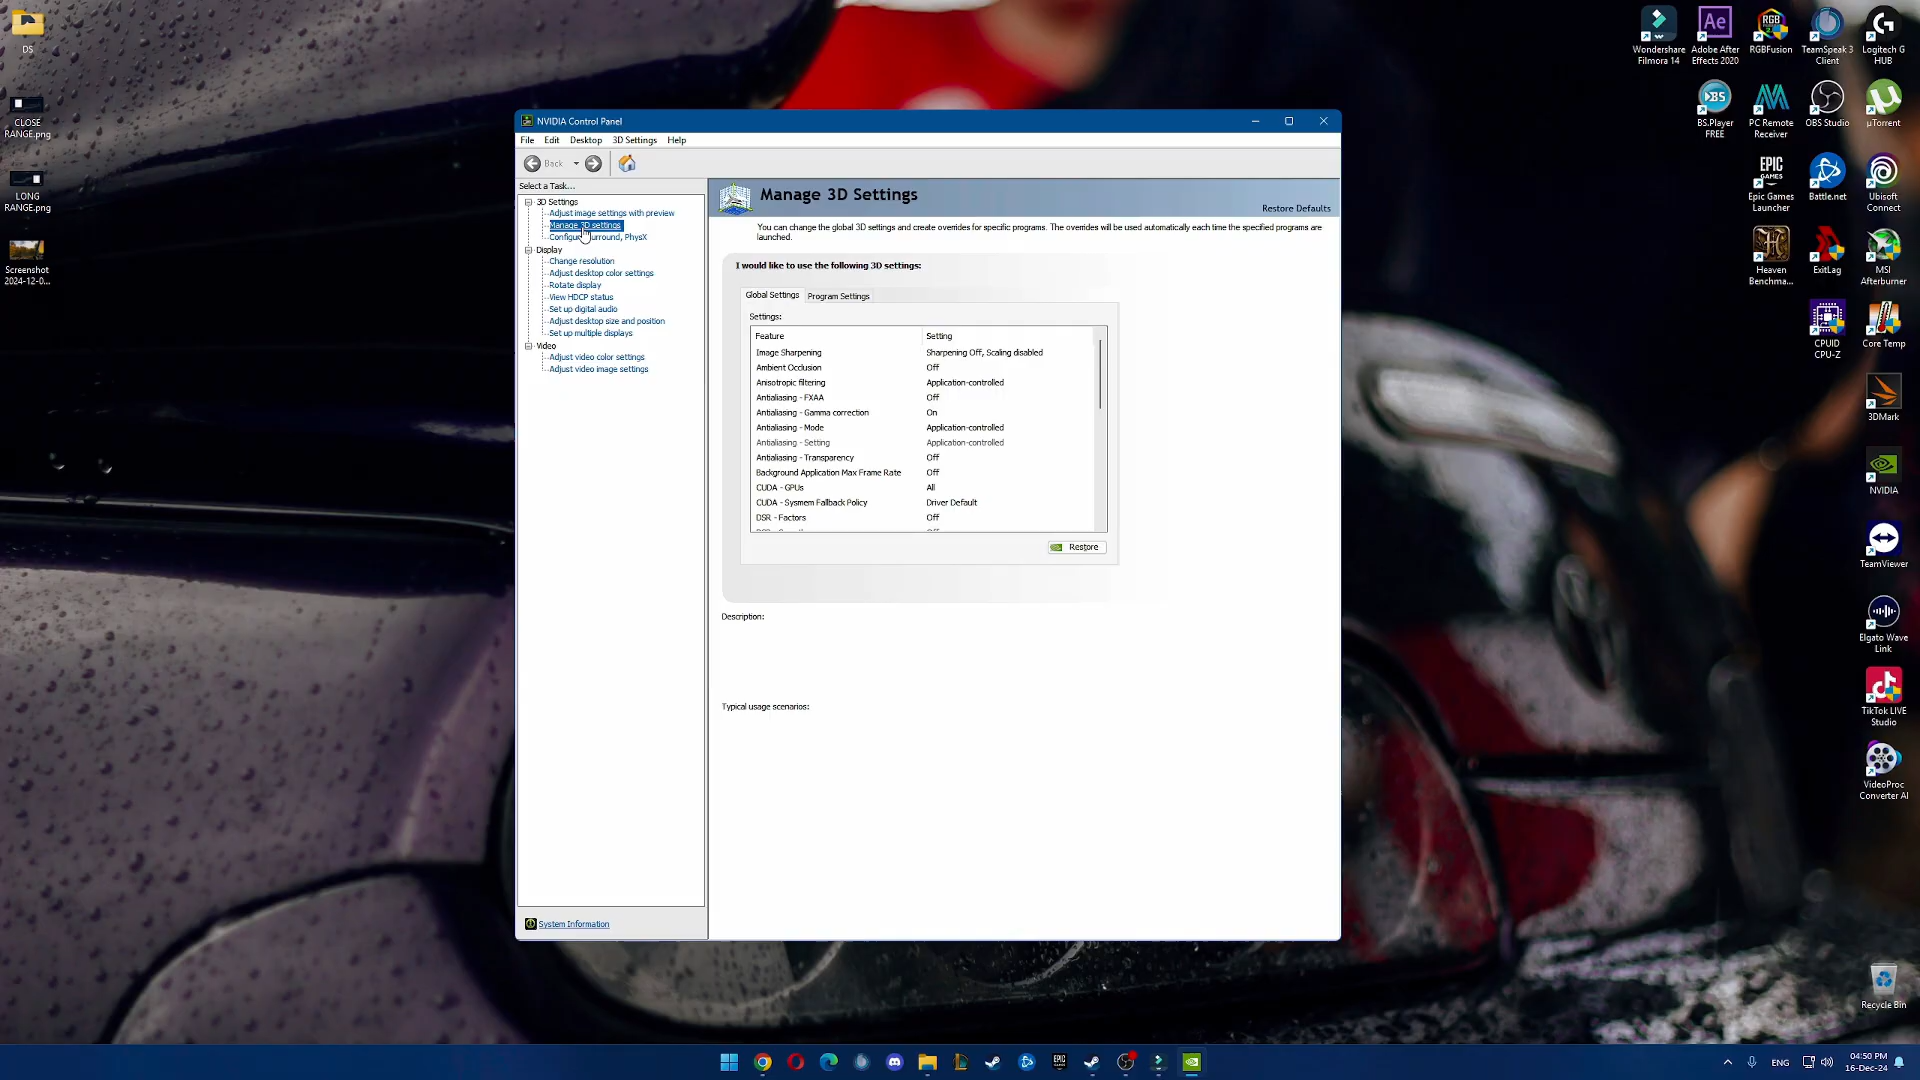 DS
CLOSE
RANGE.png
LONG
RANGE.png
Screenshot
2024-12-0...
NVIDIA Control Panel
File Edit Desktop 3D Settings Help
Back
Select a Task...
3D Settings
Adjust image settings with preview
Manage 3D settings
Configure Surround, PhysX
Display
Change resolution
Adjust desktop color settings
Rotate display
View HDCP status
Set up digital audio
Adjust desktop size and position
Set up multiple displays
Video
Adjust video color settings
Adjust video image settings
System Information
Manage 3D Settings
Restore Defaults
You can change the global 3D settings and create overrides for specific programs. The overrides will be used automatically each time the specified programs are
launched.
I would like to use the following 3D settings:
Global Settings Program Settings
Settings:
Feature Setting
Image Sharpening Sharpening Off, Scaling disabled
Ambient Occlusion Off
Anisotropic filtering Application-controlled
Antialiasing - FXAA Off
Antialiasing - Gamma correction On
Antialiasing - Mode Application-controlled
Antialiasing - Setting Application-controlled
Antialiasing - Transparency Off
Background Application Max Frame Rate Off
CUDA - GPUs All
CUDA - Sysmem Fallback Policy Driver Default
DSR - Factors Off
Restore
Description:
Typical usage scenarios:
Wondershare
Filmora 14
Ae
Adobe After
Effects 2020
RGB
RGBFusion
TeamSpeak 3
Client
Logitech G
HUB
BS
BS.Player
FREE
PC Remote
Receiver
OBS Studio
µTorrent
EPIC
GAMES
Epic Games
Launcher
Battle.net
Ubisoft
Connect
Heaven
Benchma...
ExitLag
MSI
Afterburner
CPUID
CPU-Z
Core Temp
3DMark
NVIDIA
TeamViewer
Elgato Wave
Link
TikTok LIVE
Studio
VideoProc
Converter AI
Recycle Bin
EPIC
ENG
04:50 PM
16-Dec-24